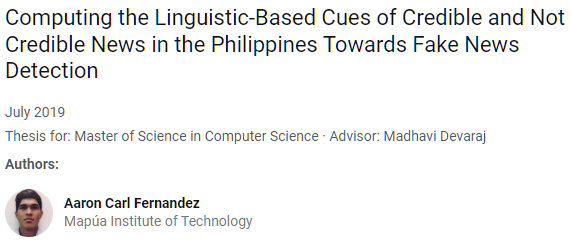 Computing the Linguistic-Based Cues of Credible and Not
Credible News in the Philippines Towards Fake News
Detection
July 2019
Thesis for: Master of Science in Computer Science · Advisor: Madhavi Devaraj
Authors:
Aaron Carl Fernandez
Mapúa Institute of Technology